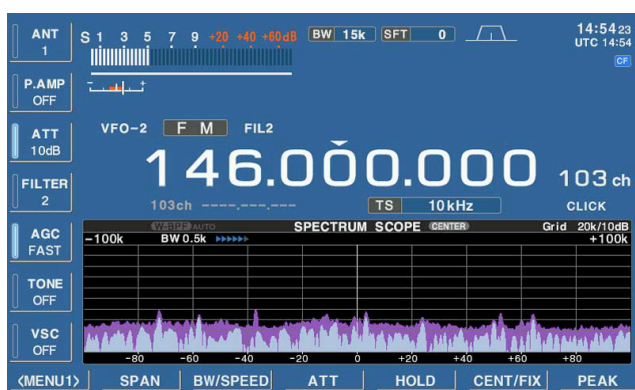 ANT
1
S 1 3 5 7 9 +20 +40 +60dB
BW 15k SFT 0
14:54 23
UTC 14:54
CF
P.AMP
OFF
- +
ATT
10dB
VFO-2 F M FIL2
146.000.000
103 ch
FILTER
2
103ch ----.---.---
TS 10kHz
CLICK
AGC
FAST
W-BPF AUTO SPECTRUM SCOPE CENTER Grid 20k/10dB
-100k BW 0.5k ▶▶▶▶▶▶ +100k
TONE
OFF
VSC
OFF
-80 -60 -40 -20 0 +20 +40 +60 +80
<MENU1> SPAN BW/SPEED ATT HOLD CENT/FIX PEAK